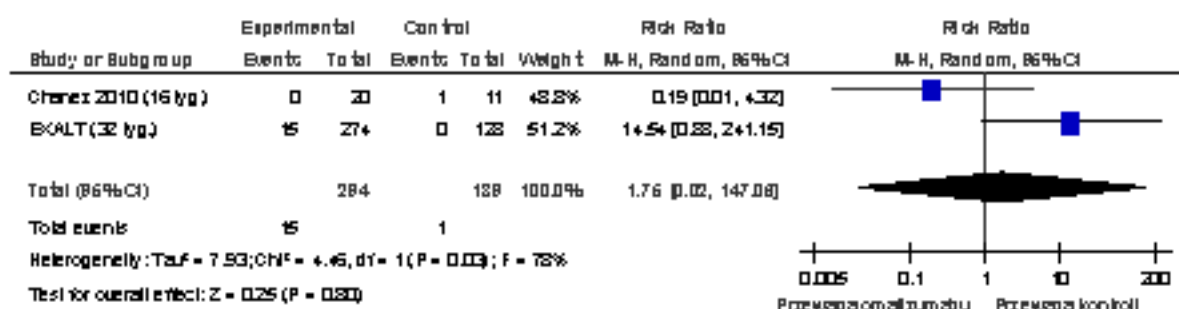 Experimental Control Risk Ratio Risk Ratio
Study or Subgroup Events Total Events Total Weight M-H, Random, 95% CI M-H, Random, 95% CI
Chanez 2010 (16 tyg.) 0 20 1 11 48.8% 0.19 [0.01, 4.32]
EXALT (32 tyg.) 15 274 0 128 51.2% 14.54 [0.88, 241.15]
Total (95% CI) 294 139 100.0% 1.76 [0.02, 147.08]
Total events 15 1
Heterogeneity: Tau² = 7.93; Chi² = 4.46, df = 1 (P = 0.03); I² = 78%
Test for overall effect: Z = 0.25 (P = 0.80)
0.005 0.1 1 10 200
Przewaga omalizumabu Przewaga kontroli